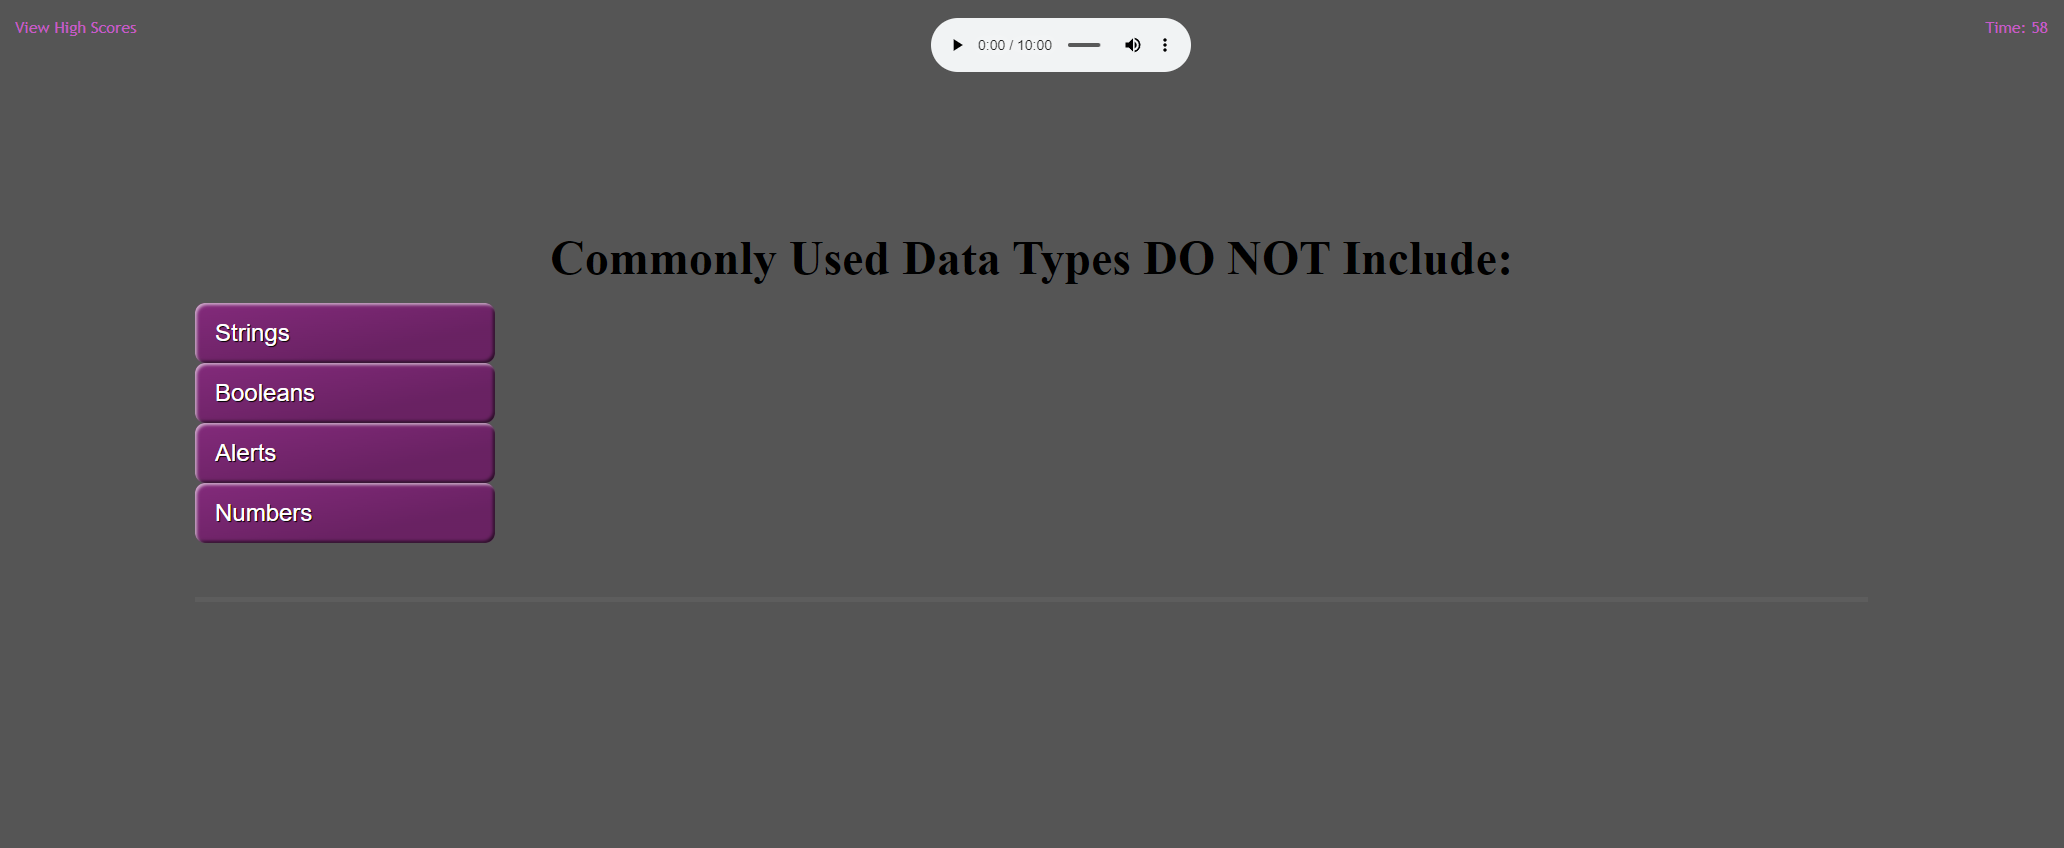 View High Scores
0:00 / 10:00
Time: 58
Commonly Used Data Types DO NOT Include:
Strings
Booleans
Alerts
Numbers